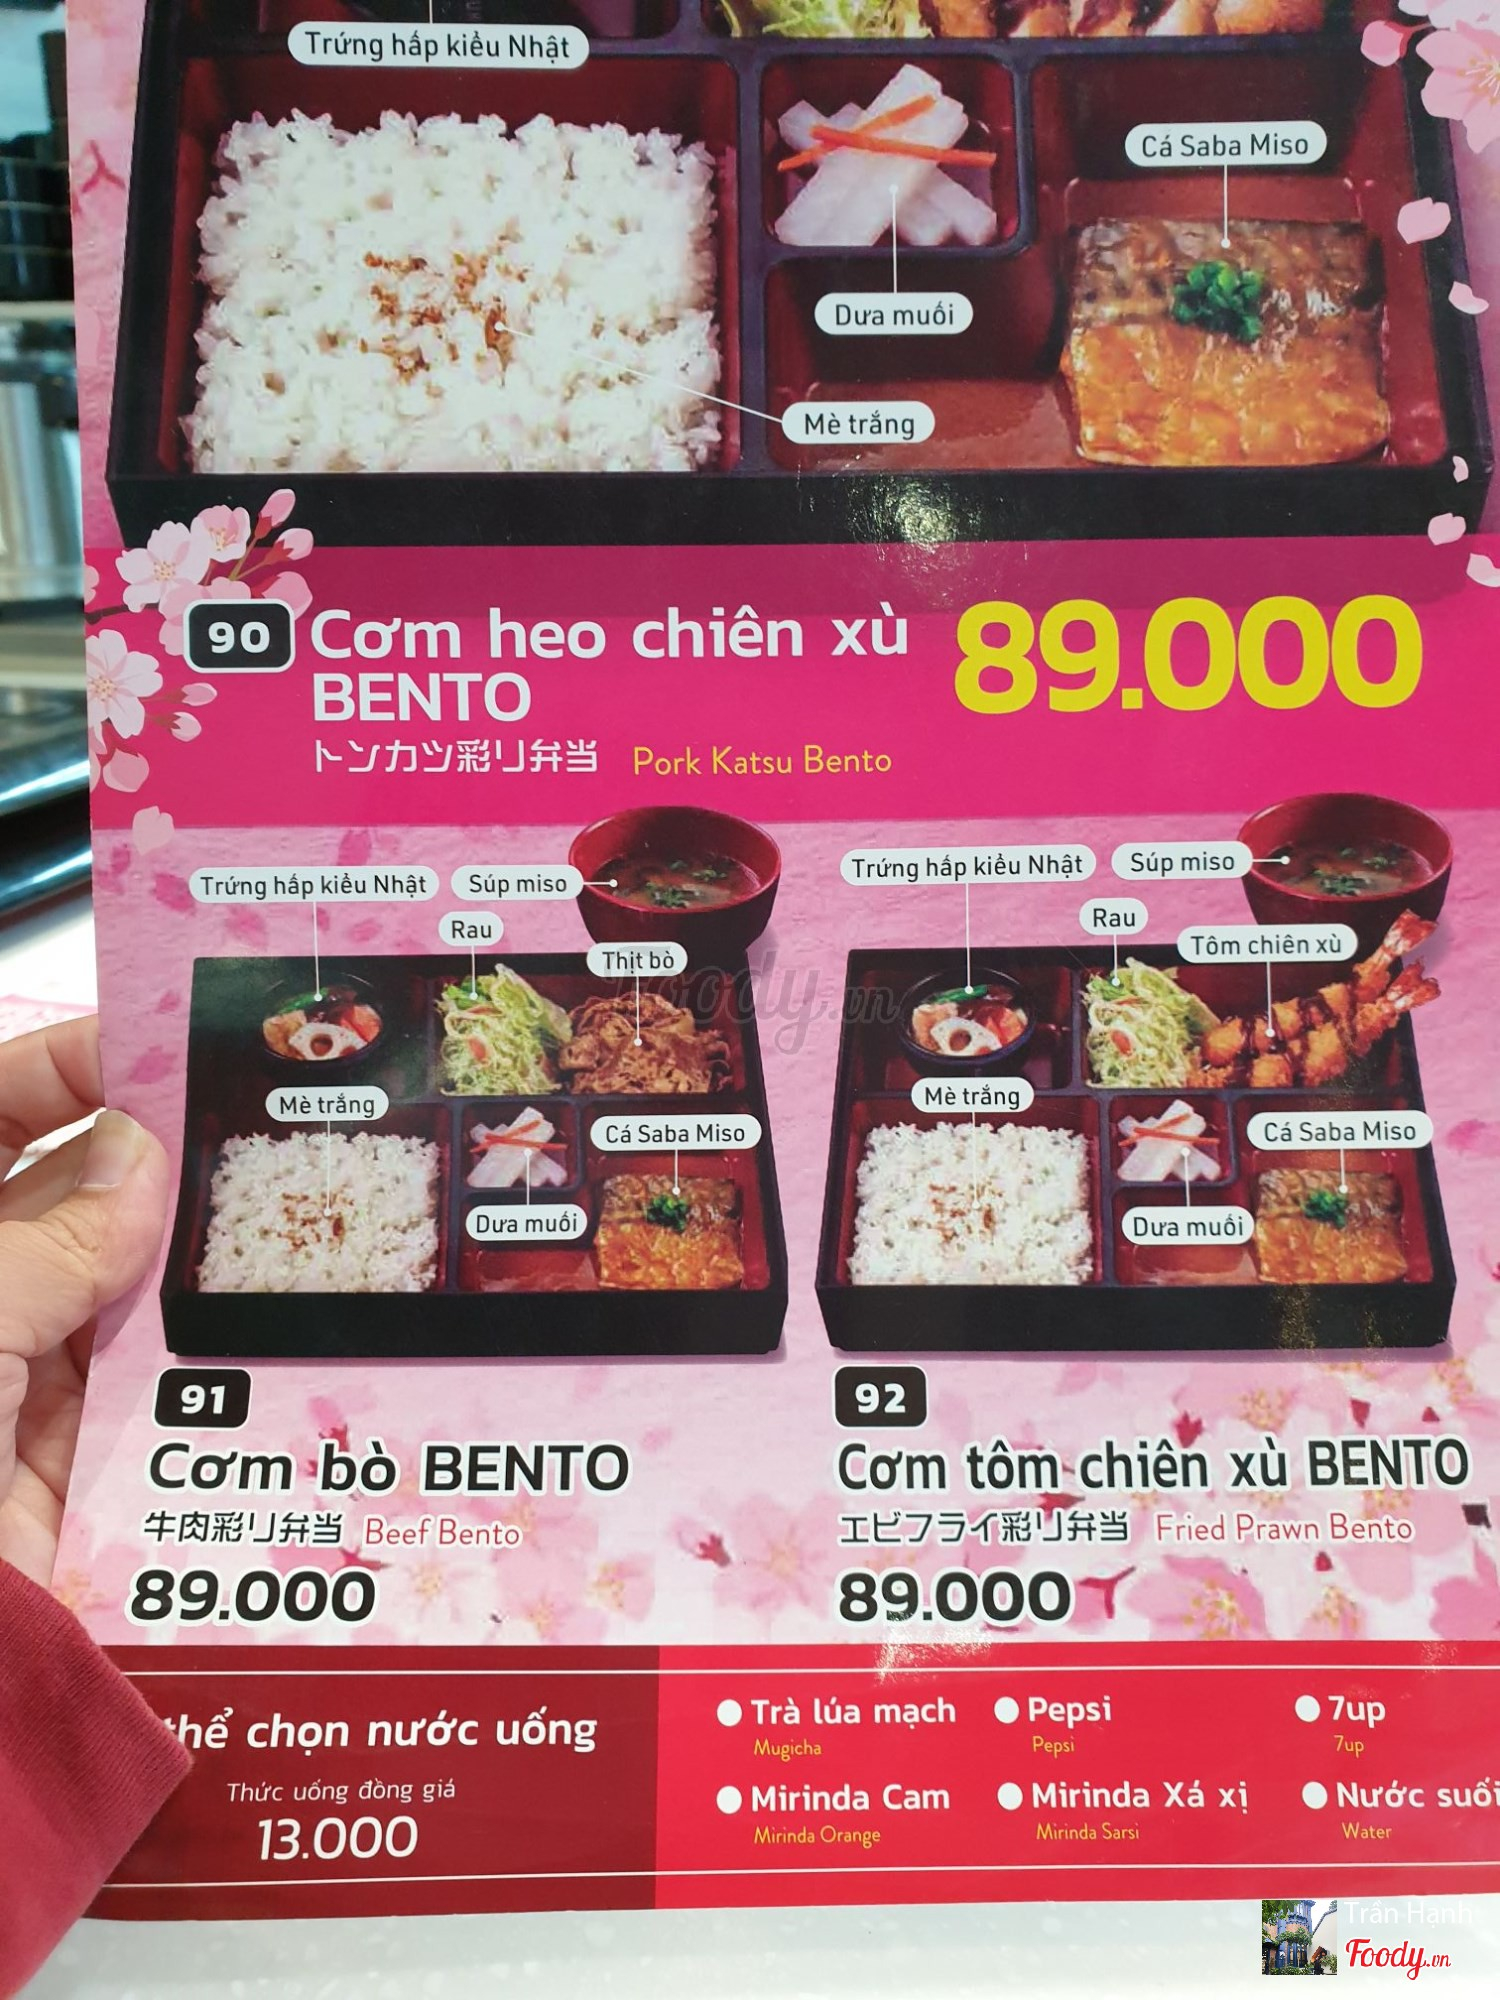 Trứng hấp kiểu Nhật
Cá Saba Miso
Dưa muối
Mè trắng
90
Cơm heo chiên xù
BENTO
89.000
トンカツ彩り弁当 Pork Katsu Bento
Trứng hấp kiểu Nhật
Súp miso
Rau
Thịt bò
Mè trắng
Cá Saba Miso
Dưa muối
Trứng hấp kiểu Nhật
Súp miso
Rau
Tôm chiên xù
Mè trắng
Cá Saba Miso
Dưa muối
Foody.vn
91
Cơm bò BENTO
牛肉彩り弁当 Beef Bento
89.000
92
Cơm tôm chiên xù BENTO
エビフライ彩り弁当 Fried Prawn Bento
89.000
thể chọn nước uống
Thức uống đồng giá
13.000
Trà lúa mạch
Mugicha
Pepsi
Pepsi
7up
7up
Mirinda Cam
Mirinda Orange
Mirinda Xá xị
Mirinda Sarsi
Nước suối
Water
Trần Hạnh
Foody.vn